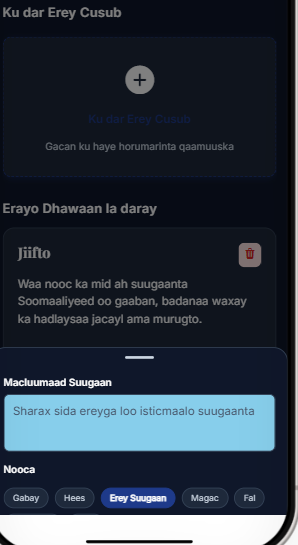 Ku dar Erey Cusub
Ku dar Erey Cusub
Gacan ku haye horumarinta qaamuuska
Erayo Dhawaan la daray
Jiifto
Waa nooc ka mid ah suugaanta
Soomaaliyeed oo gaaban, badanaa waxay
ka hadlaysaa jacayl ama murugto.
Macluumaad Suugaan
Sharax sida ereyga loo isticmaalo suugaanta
Nooca
Gabay Hees Erey Suugaan Magac Fal